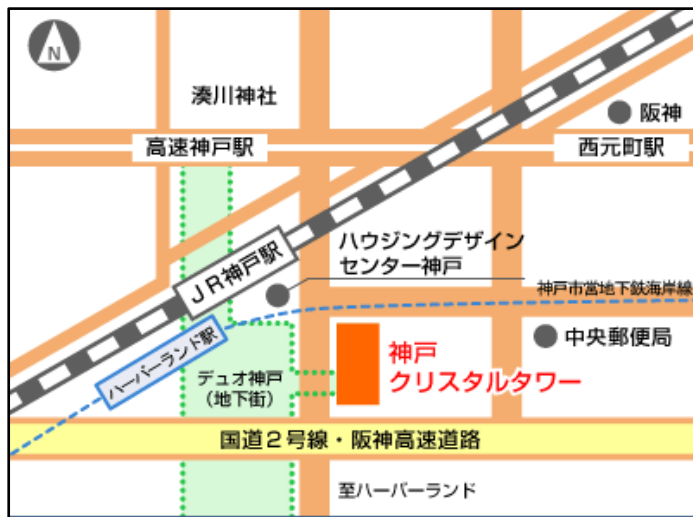 N
湊川神社
阪神
高速神戸駅
西元町駅
ハウジングデザイン
センター神戸
JR神戸駅
神戸市営地下鉄海岸線
ハーバーランド駅
中央郵便局
神戸
クリスタルタワー
デュオ神戸
(地下街)
国道2号線・阪神高速道路
至ハーバーランド